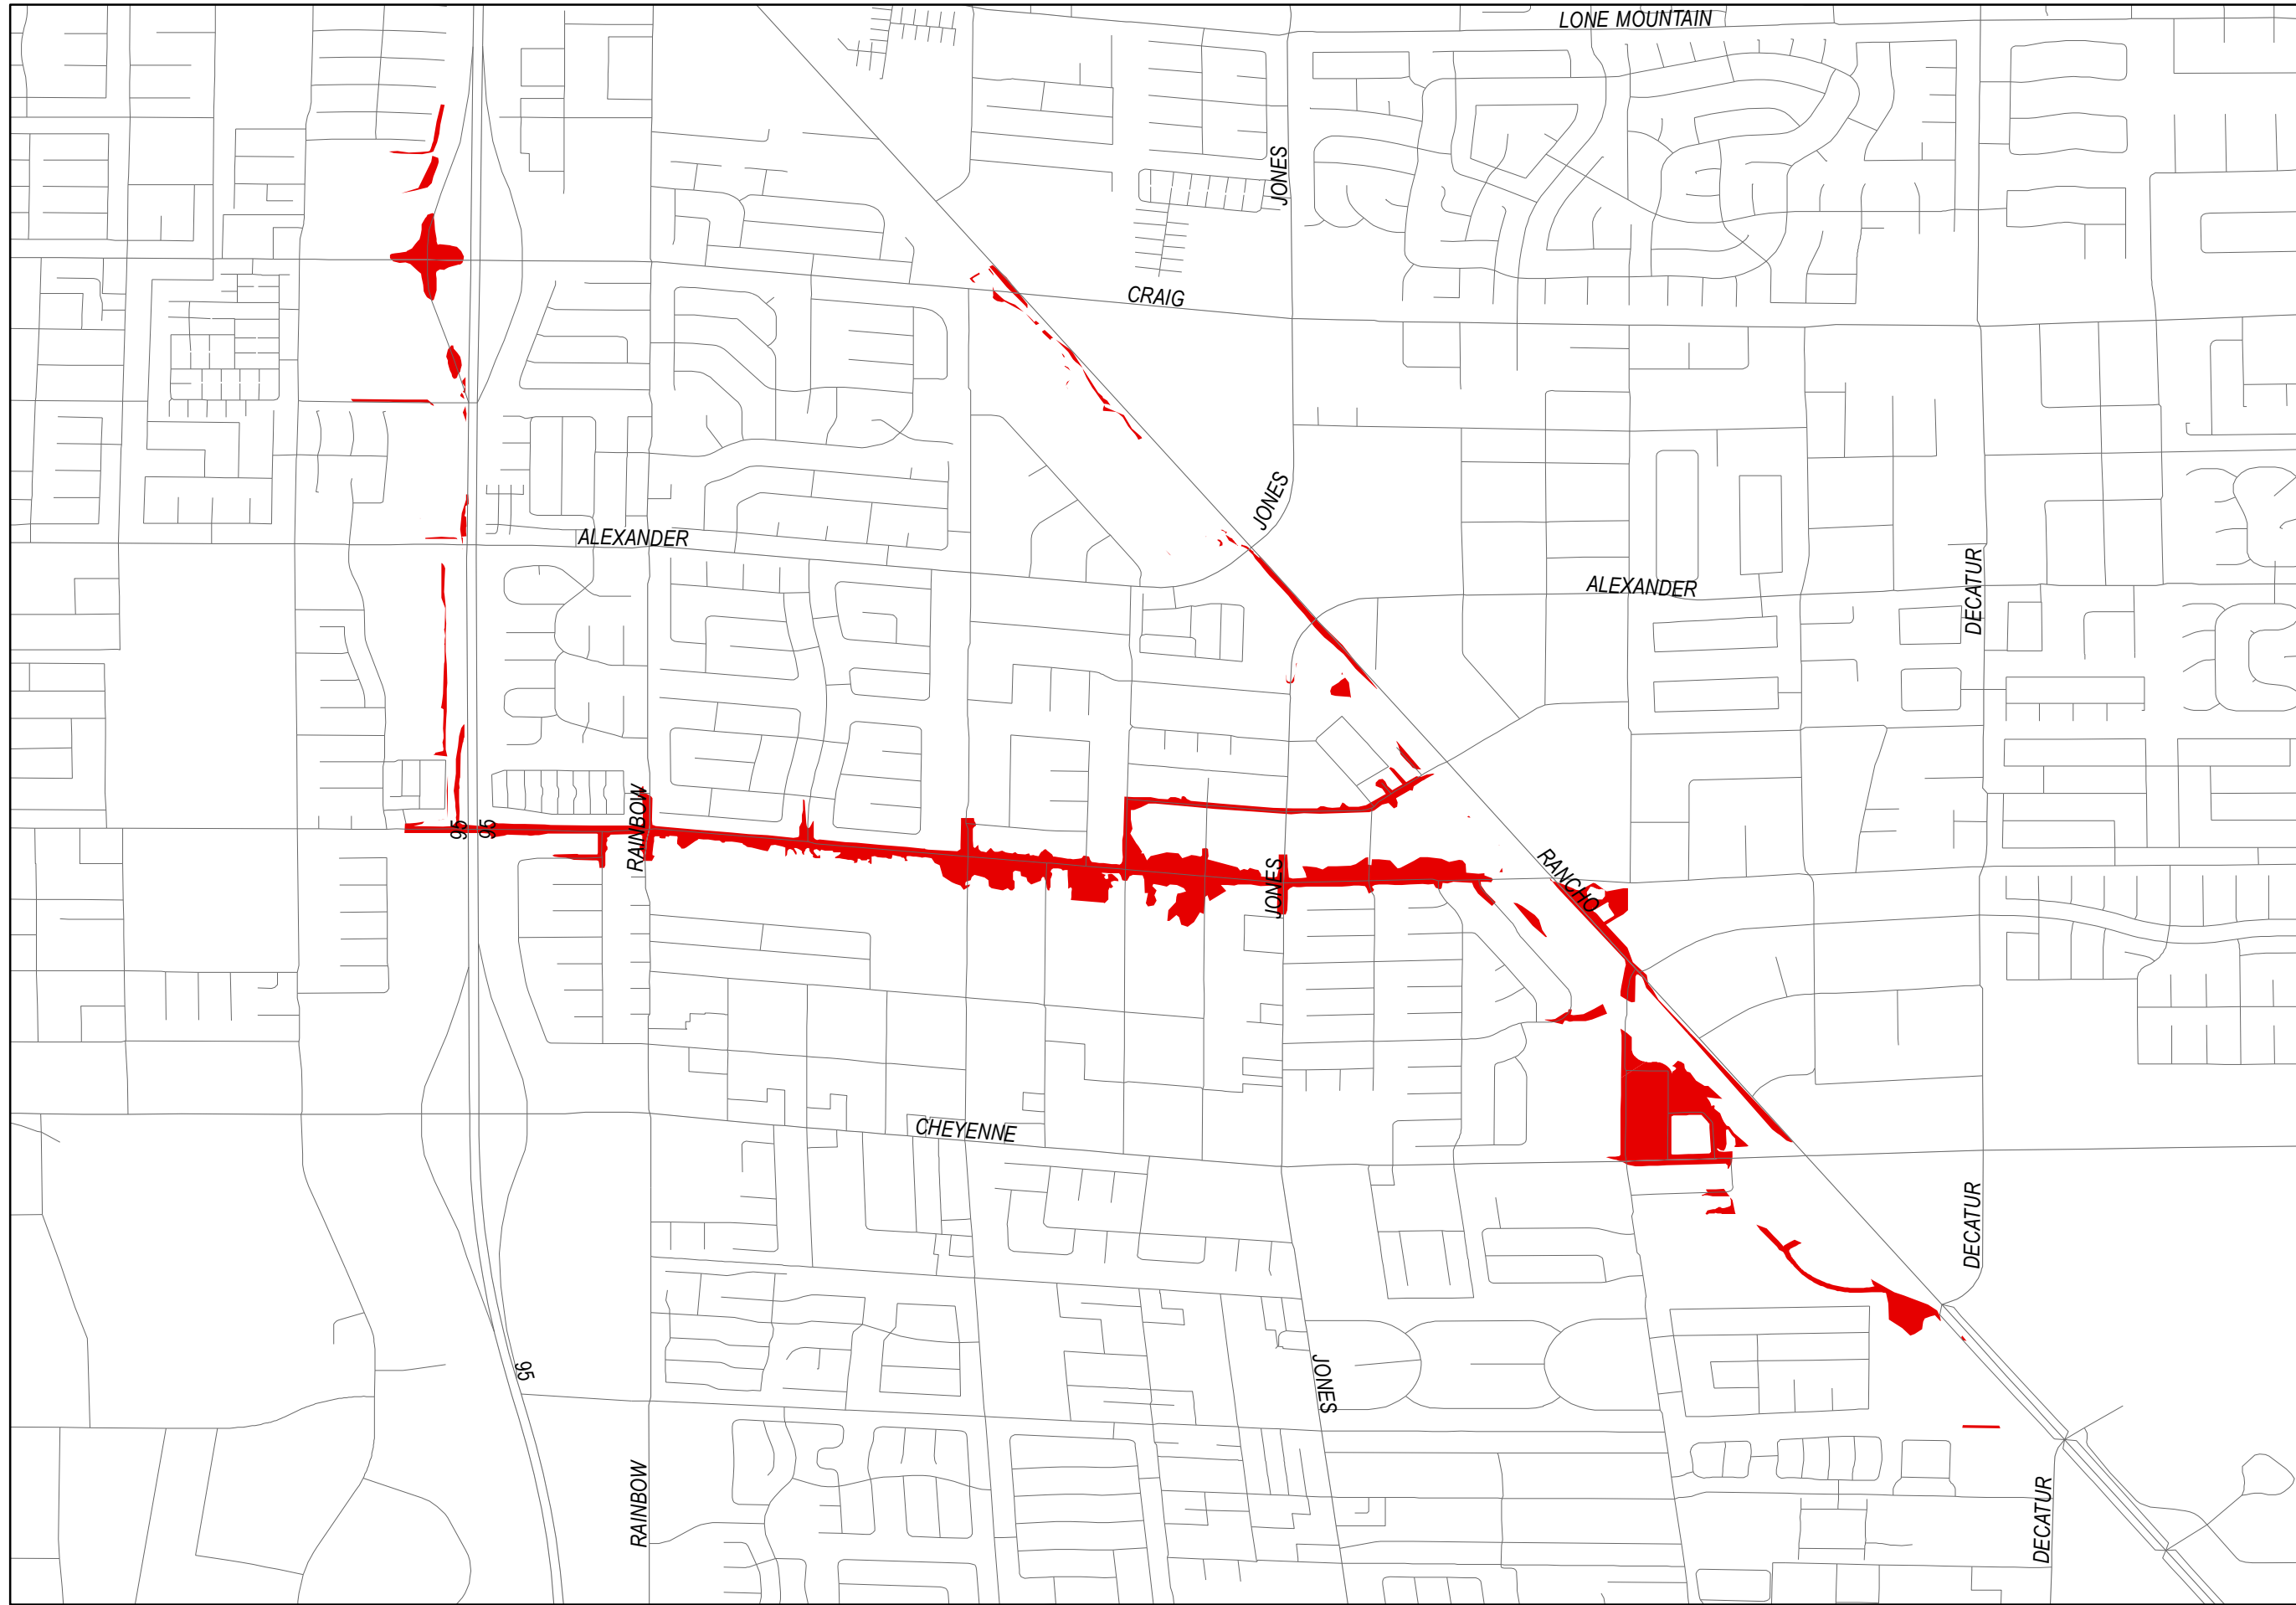 LONE MOUNTAIN
JONES
CRAIG
JONES
ALEXANDER
ALEXANDER
DECATUR
RAINBOW
95
95
RANCHO
JONES
CHEYENNE
DECATUR
95
JONES
RAINBOW
DECATUR